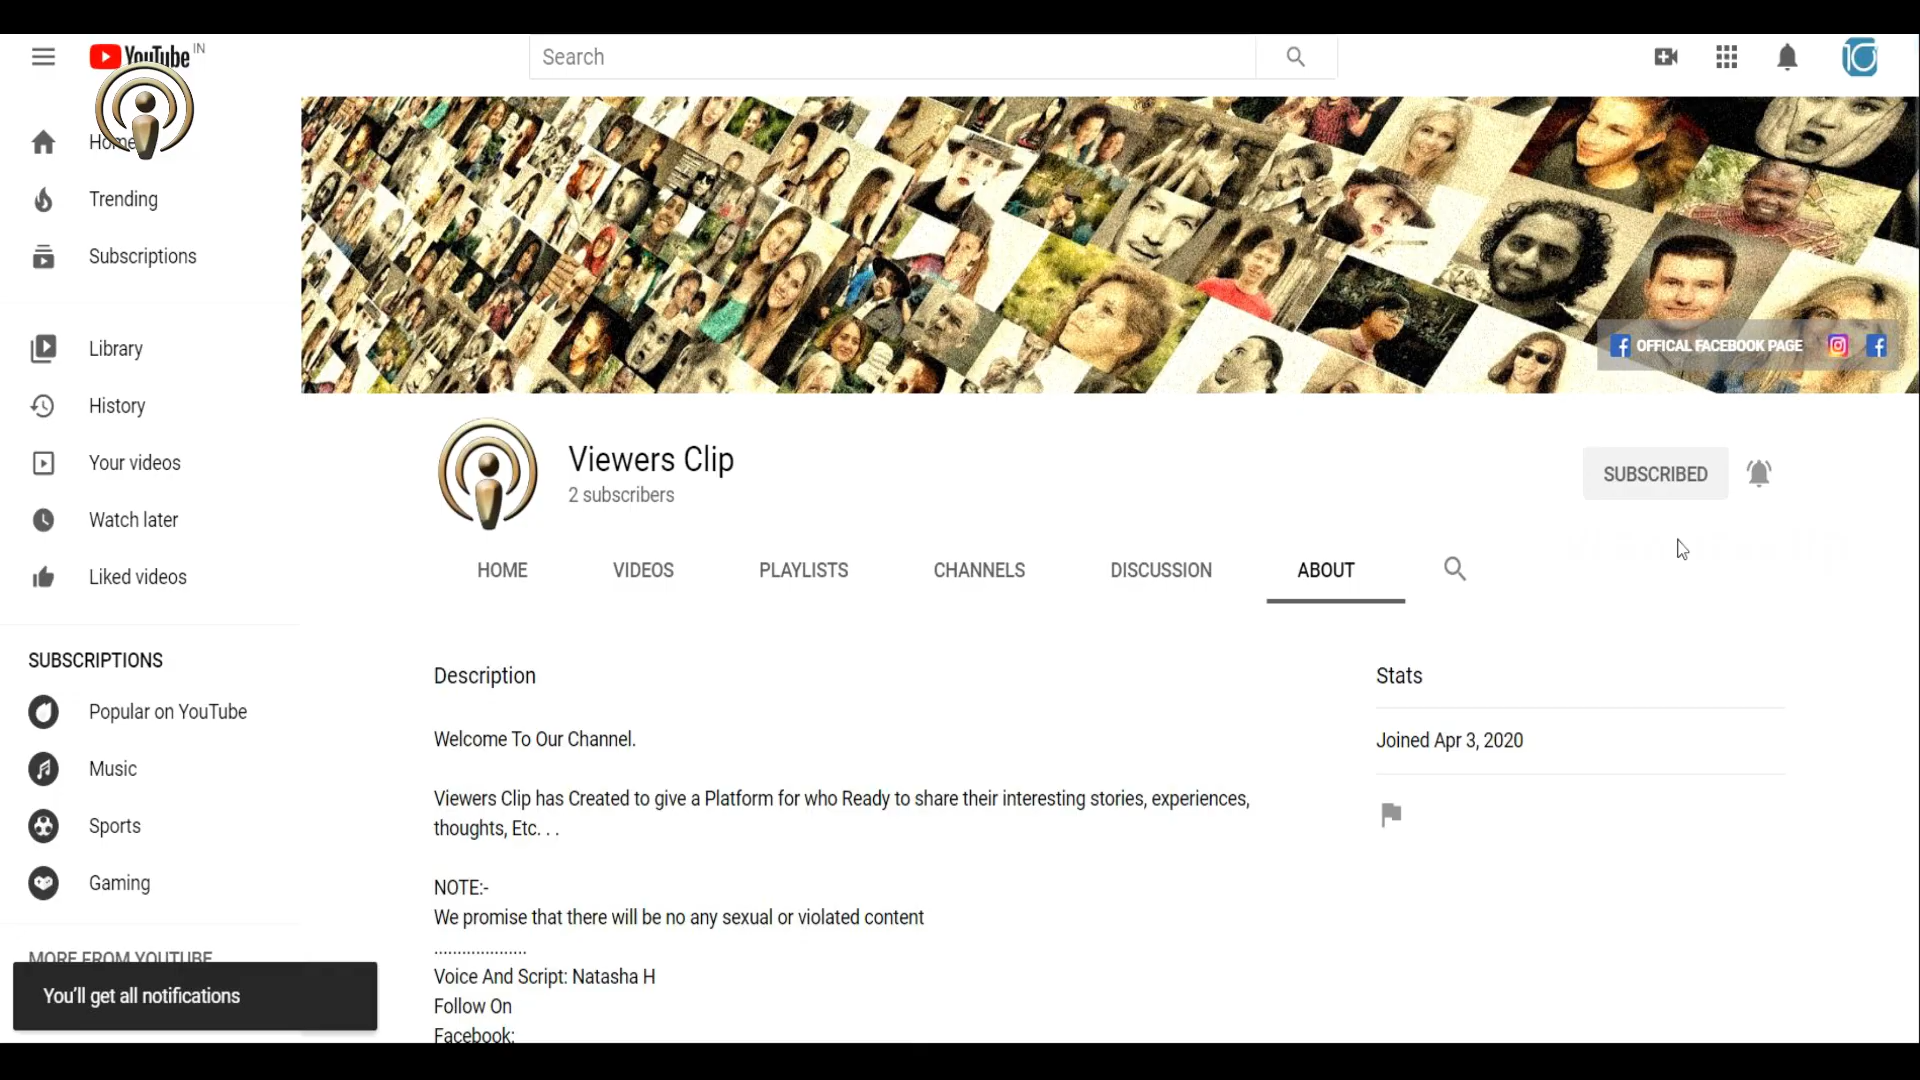 YouTube IN
Search
Home
Trending
Subscriptions
Library
History
Your videos
Watch later
Liked videos
SUBSCRIPTIONS
Popular on YouTube
Music
Sports
Gaming
MORE FROM YOUTUBE
You'll get all notifications
OFFICAL FACEBOOK PAGE
Viewers Clip
2 subscribers
SUBSCRIBED
HOME VIDEOS PLAYLISTS CHANNELS DISCUSSION ABOUT
Description
Welcome To Our Channel.
Viewers Clip has Created to give a Platform for who Ready to share their interesting stories, experiences,
thoughts, Etc. . .
NOTE:-
We promise that there will be no any sexual or violated content
....................
Voice And Script: Natasha H
Follow On
Facebook:
Stats
Joined Apr 3, 2020